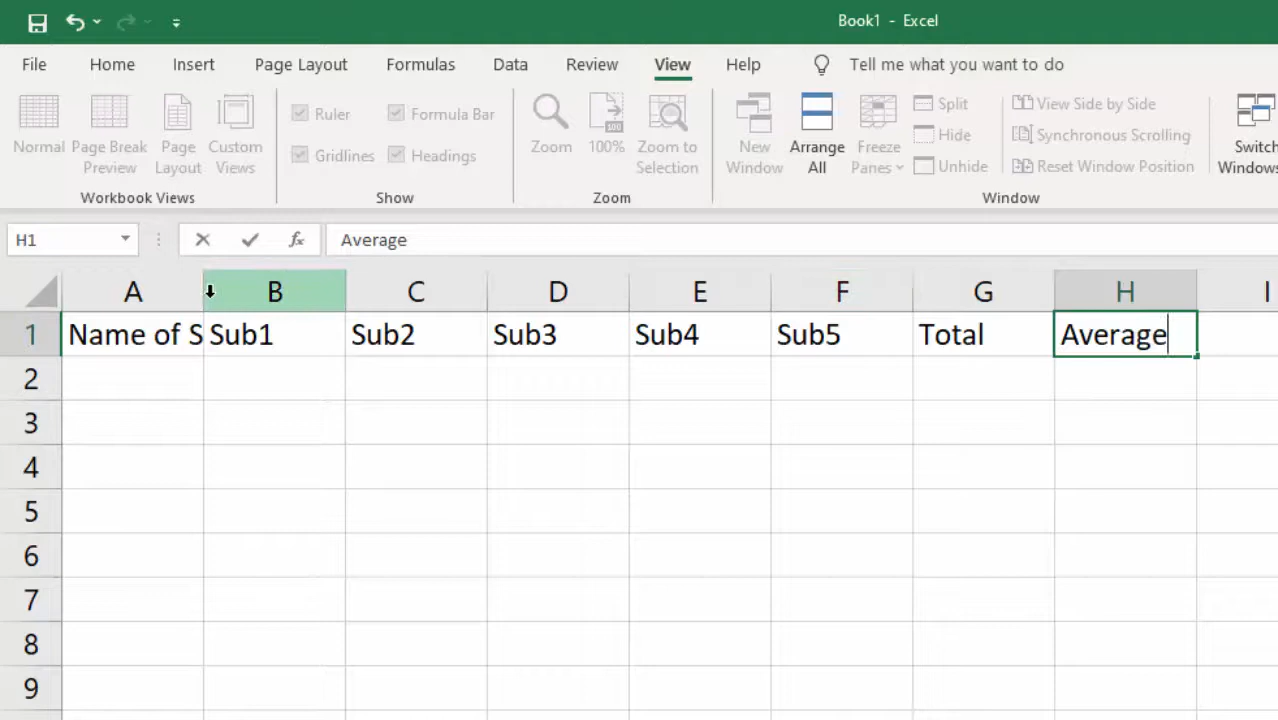 Book1 - Excel
File Home Insert Page Layout Formulas Data Review View Help Tell me what you want to do
Normal Page Break Preview Page Layout Custom Views
Workbook Views
Ruler Formula Bar
Gridlines Headings
Show
Zoom 100% Zoom to Selection
Zoom
New Window Arrange All Freeze Panes
Split View Side by Side
Hide Synchronous Scrolling
Unhide Reset Window Position
Switch Windows
Window
H1 fx Average
A B C D E F G H I
1 Name of S Sub1 Sub2 Sub3 Sub4 Sub5 Total Average
2
3
4
5
6
7
8
9